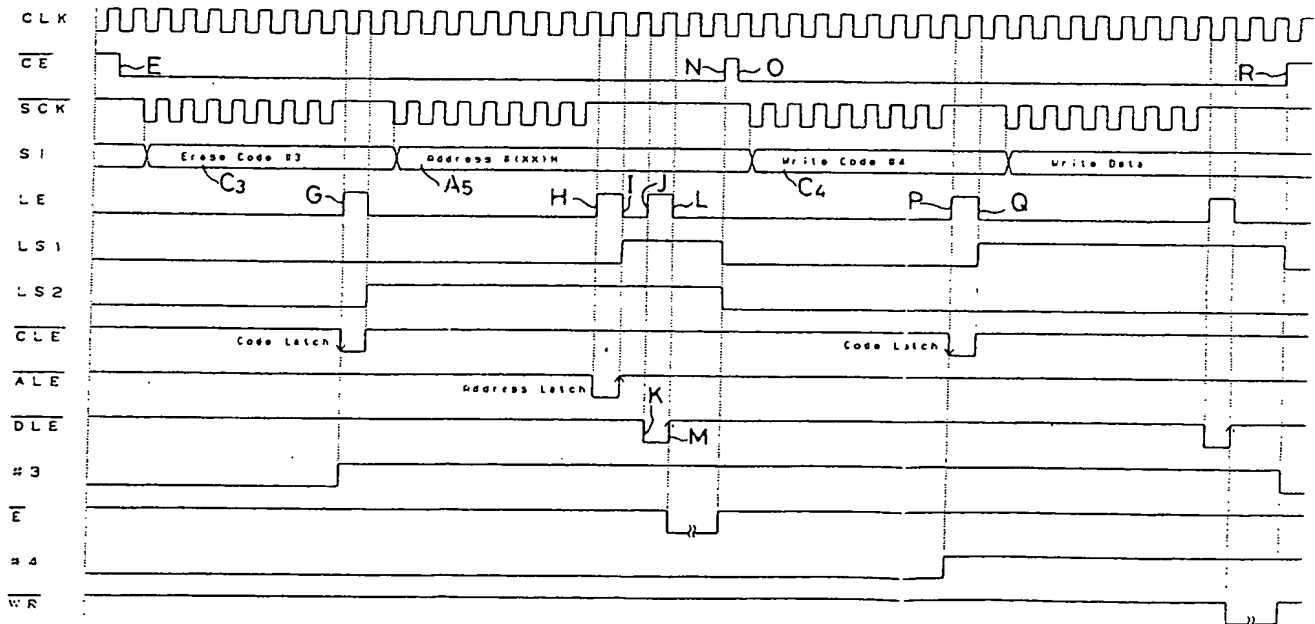 CLK
CE
E
N
O
R
SCK
SI
Erase Code #3
Address &(XX)H
Write Code #4
Write Data
C3
A5
C4
LE
G
H
I
J
L
P
Q
LS1
LS2
CLE
Code Latch
Code Latch
ALE
Address Latch
K
DLE
M
#3
E
#4
WR